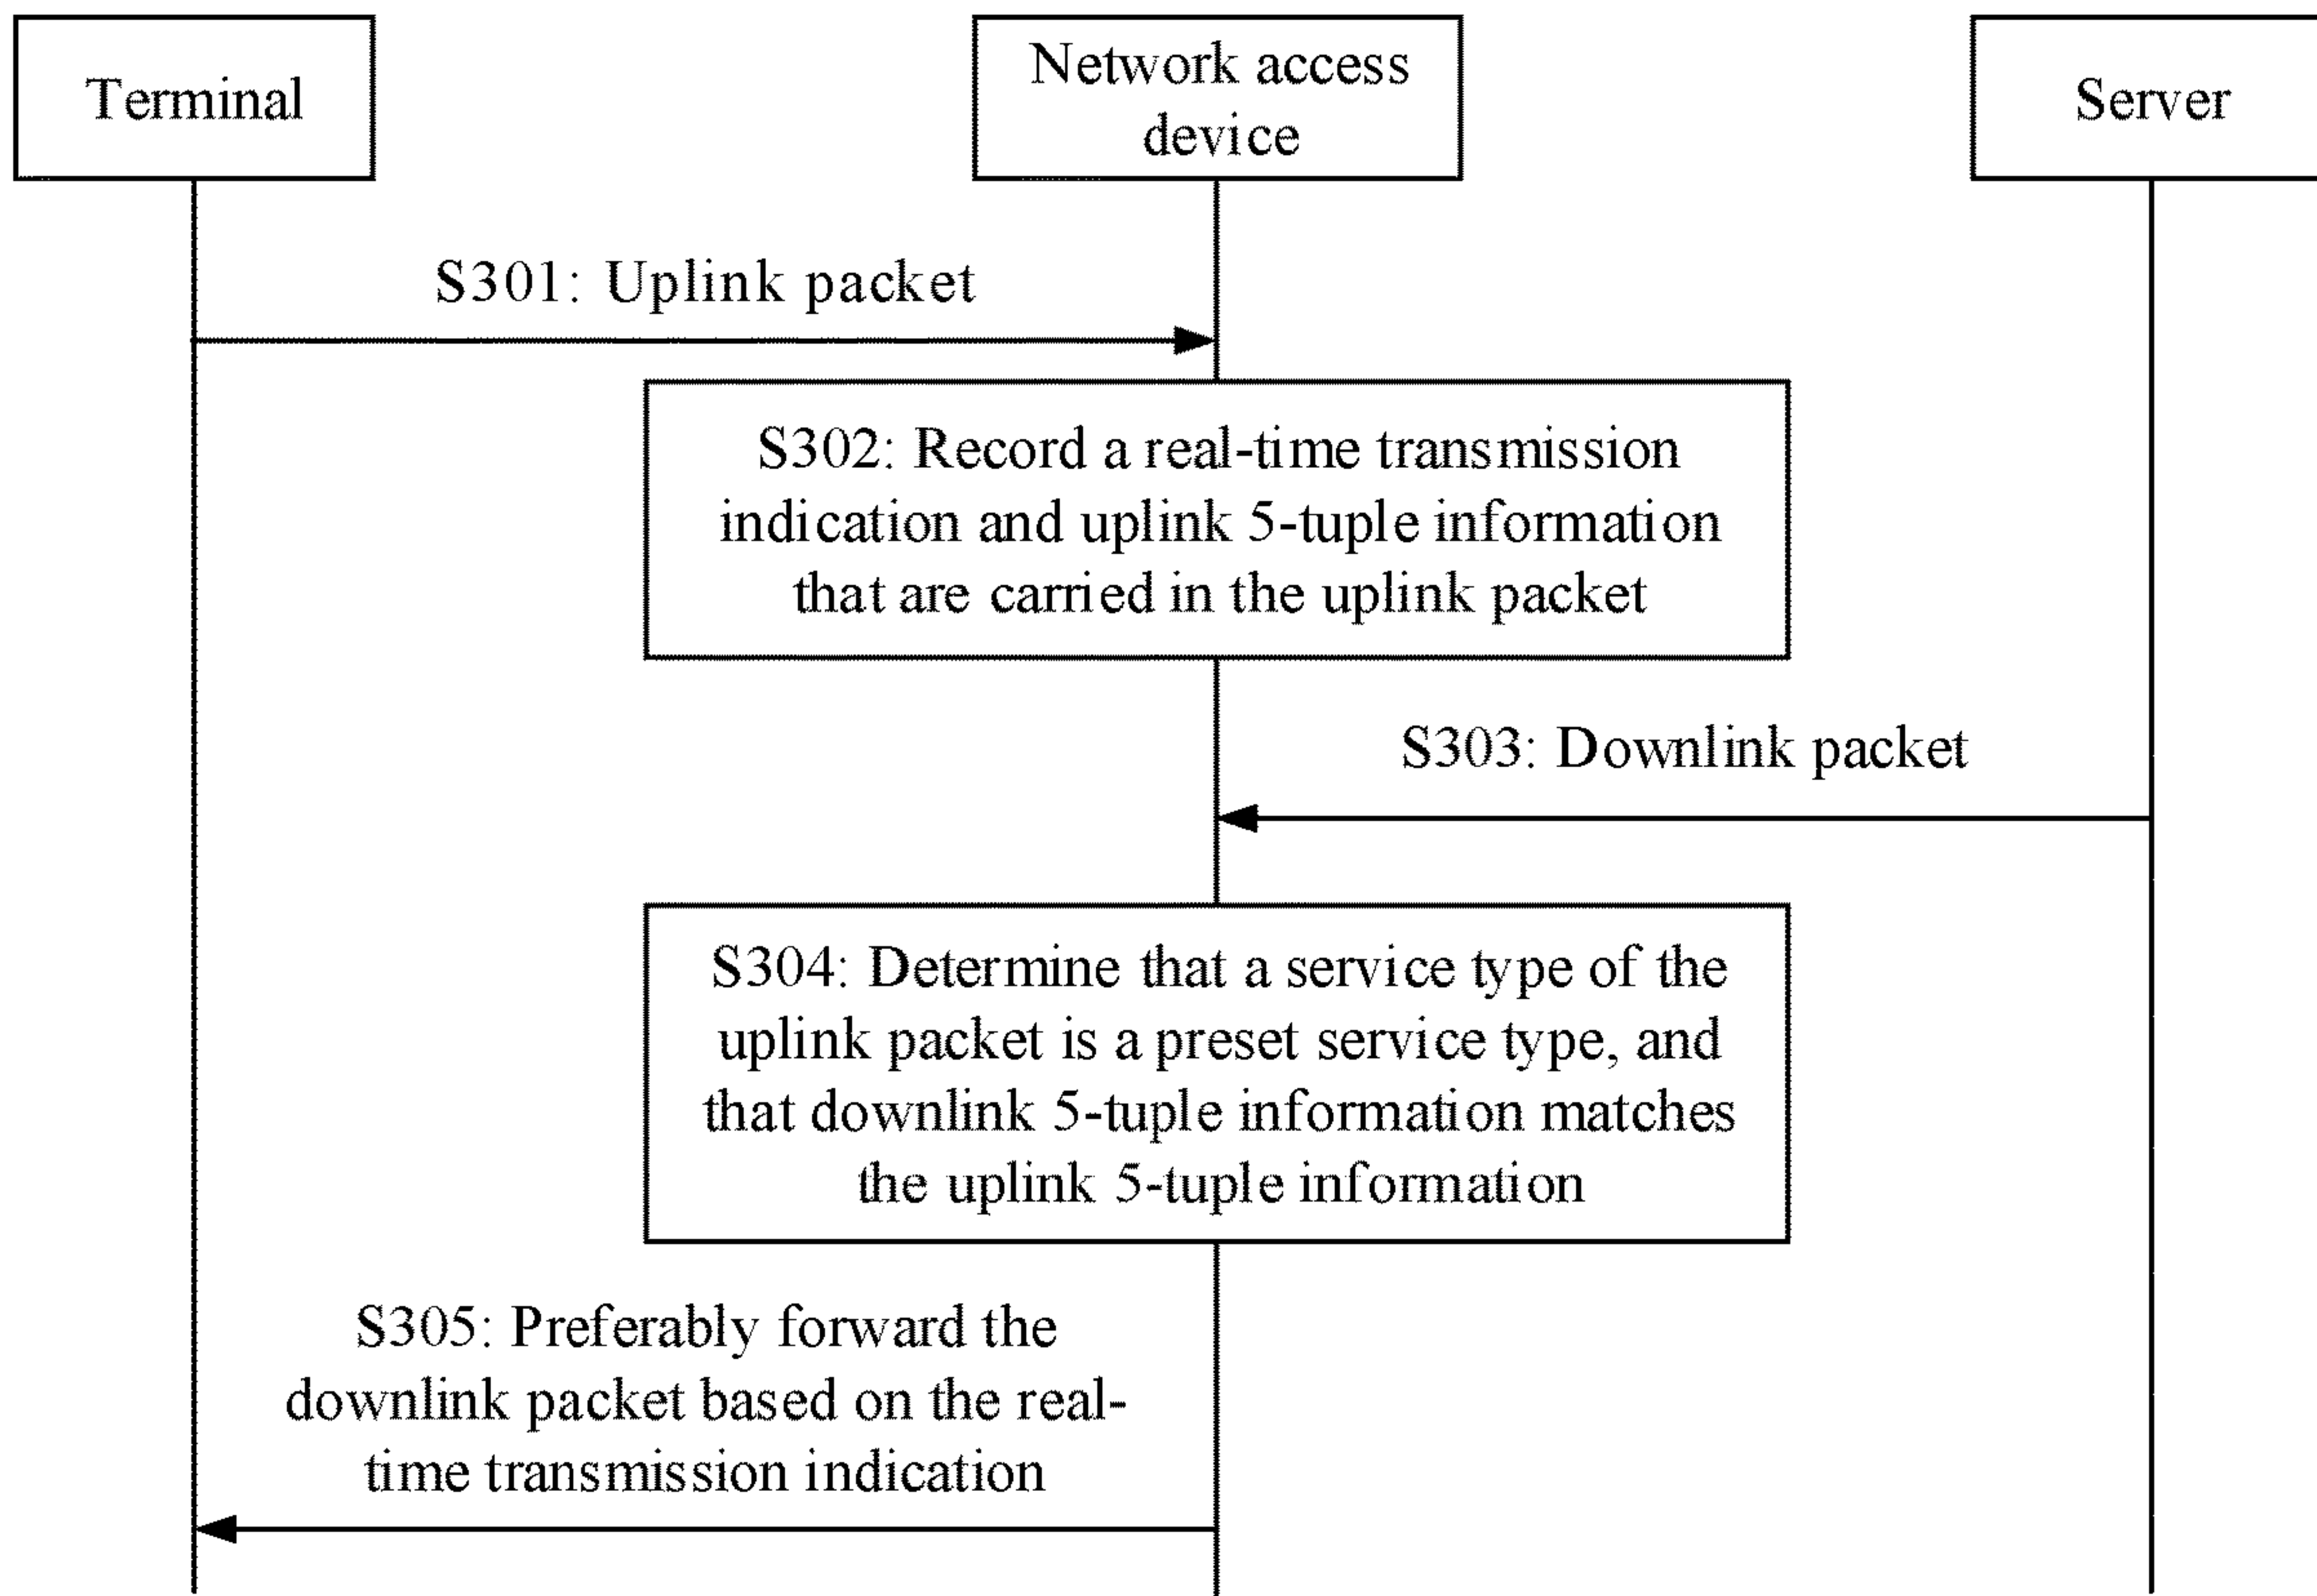 Terminal
Network access
device
Server
S301: Uplink packet
S302: Record a real-time transmission
indication and uplink 5-tuple information
that are carried in the uplink packet
S303: Downlink packet
S304: Determine that a service type of the
uplink packet is a preset service type, and
that downlink 5-tuple information matches
the uplink 5-tuple information
S305: Preferably forward the
downlink packet based on the real-
time transmission indication